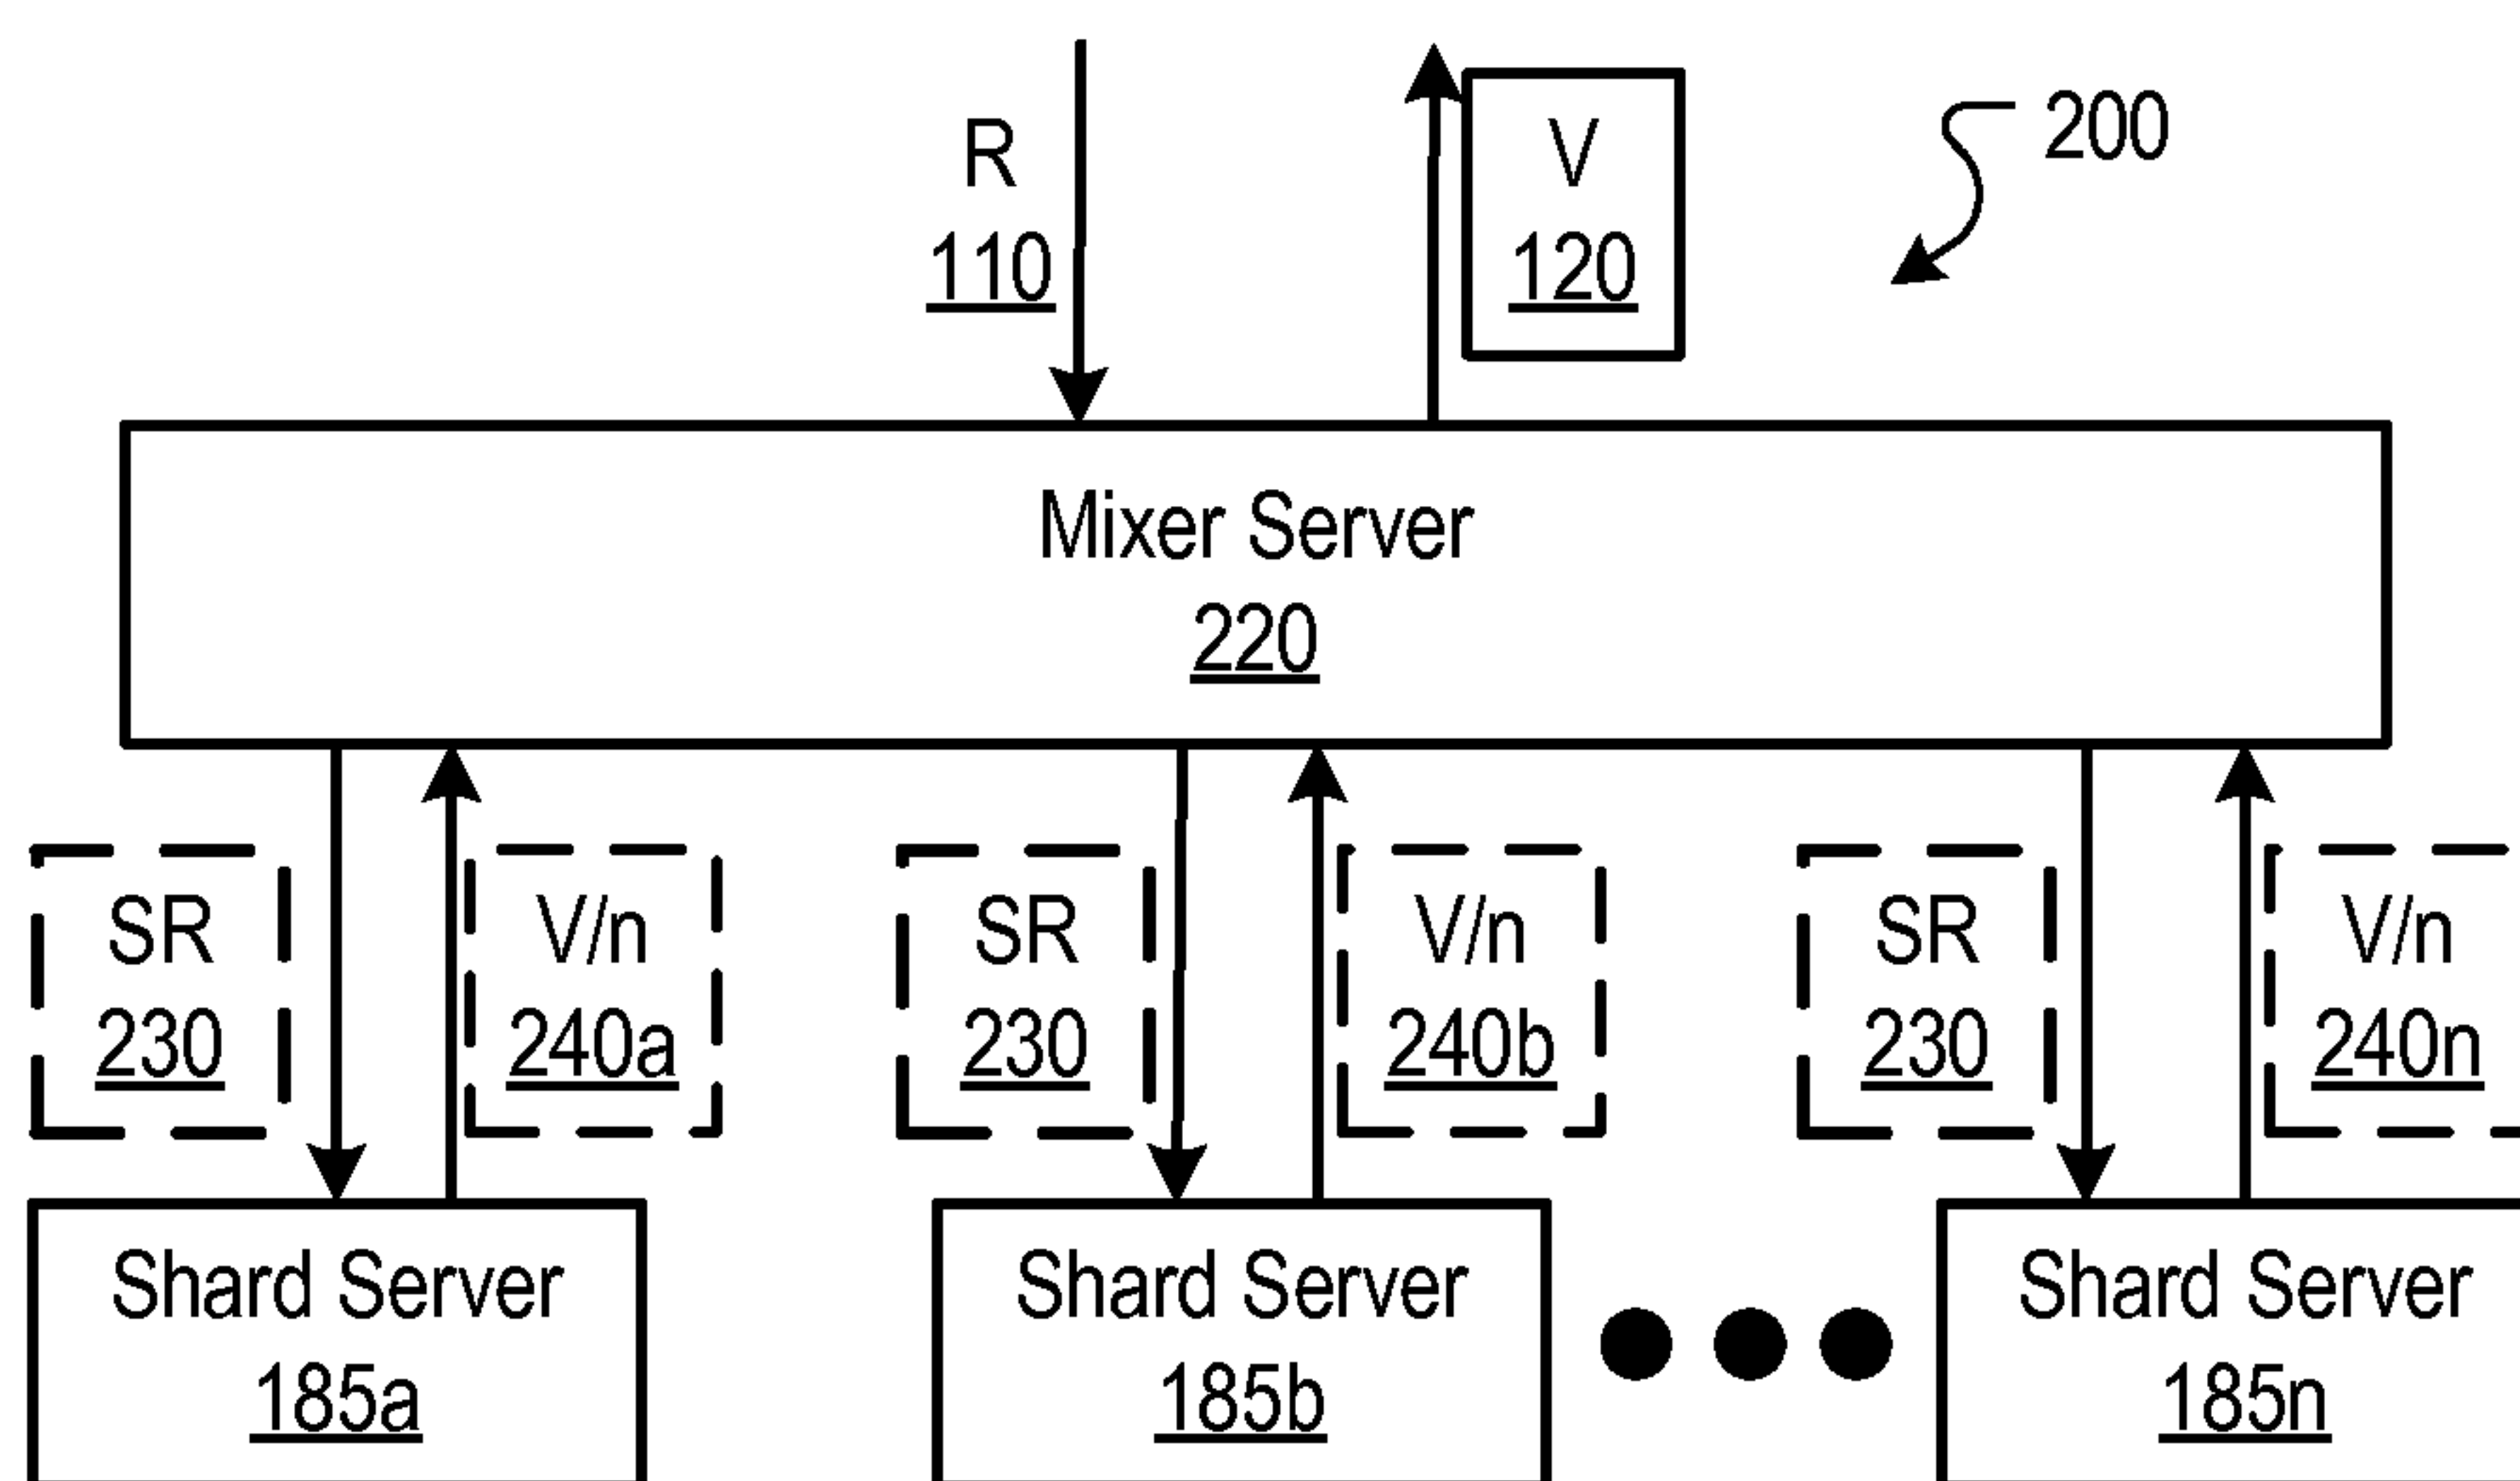 R
110
V
120
200
Mixer Server
220
SR
230
V/n
240a
SR
230
V/n
240b
SR
230
V/n
240n
Shard Server
185a
Shard Server
185b
Shard Server
185n